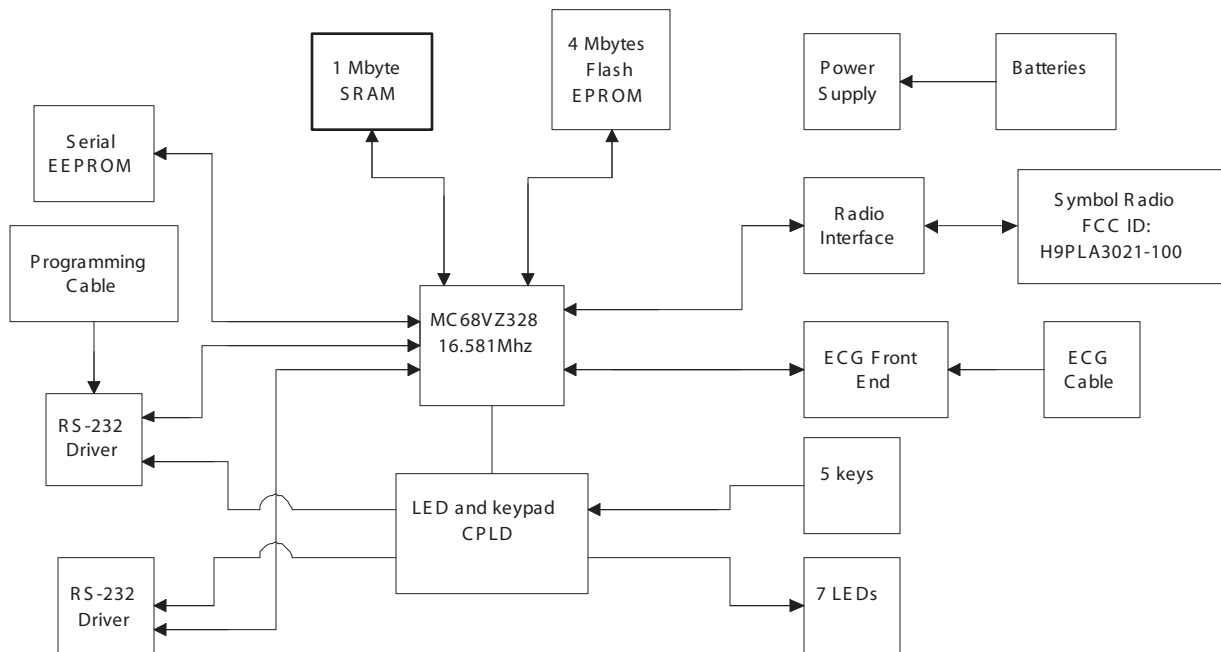 1 Mbyte
SRAM
4 Mbytes
Flash
EPROM
Power
Supply
Batteries
Serial
EEPROM
Radio
Interface
Symbol Radio
FCC ID:
H9PLA3021-100
Programming
Cable
MC68VZ328
16.581Mhz
ECG Front
End
ECG
Cable
RS-232
Driver
LED and keypad
CPLD
5 keys
RS-232
Driver
7 LEDs